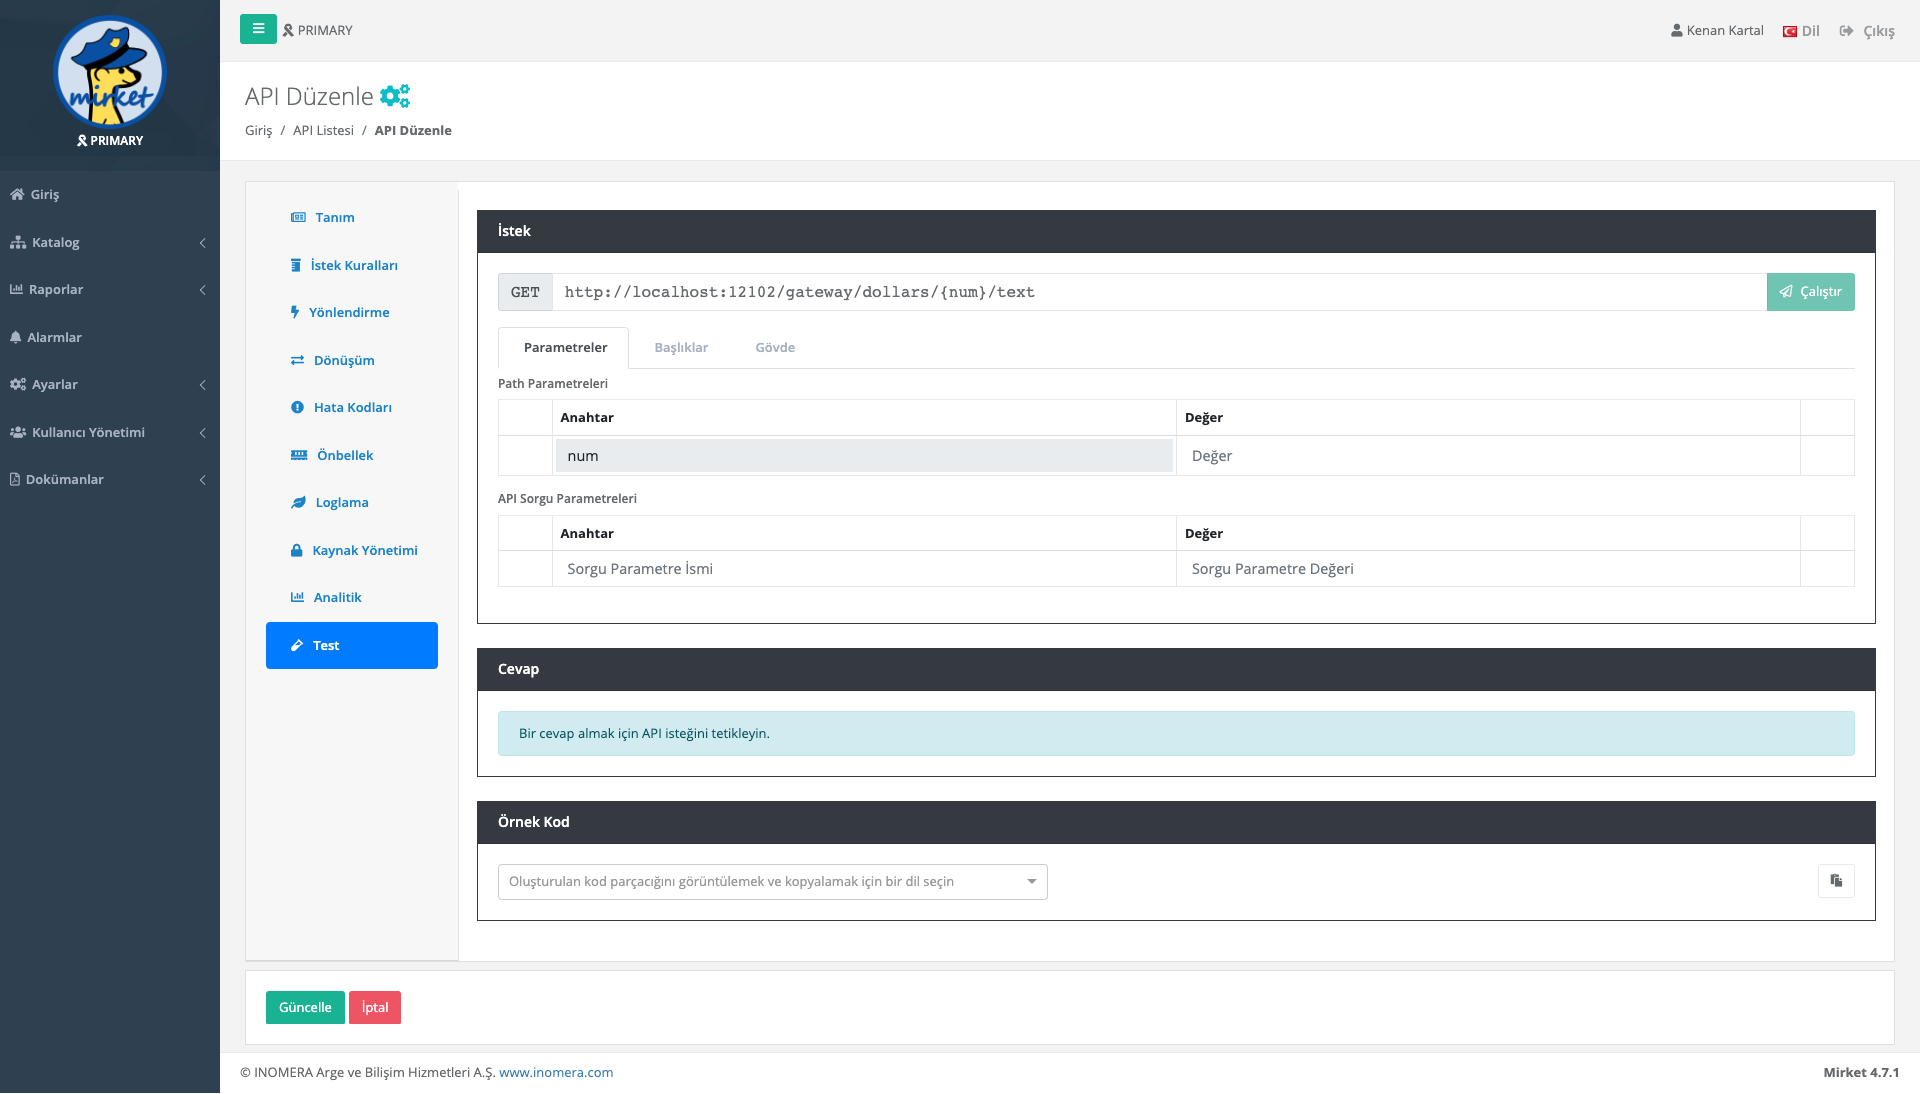 mirket
PRIMARY
Giriş
Katalog
Raporlar
Alarmlar
Ayarlar
Kullanıcı Yönetimi
Dokümanlar
PRIMARY
Kenan Kartal
Dil
Çıkış
API Düzenle
Giriş / API Listesi / API Düzenle
Tanım
İstek Kuralları
Yönlendirme
Dönüşüm
Hata Kodları
Önbellek
Loglama
Kaynak Yönetimi
Analitik
Test
İstek
GET http://localhost:12102/gateway/dollars/{num}/text Çalıştır
Parametreler Başlıklar Gövde
Path Parametreleri
Anahtar Değer
num Değer
API Sorgu Parametreleri
Anahtar Değer
Sorgu Parametre İsmi Sorgu Parametre Değeri
Cevap
Bir cevap almak için API isteğini tetikleyin.
Örnek Kod
Oluşturulan kod parçacığını görüntülemek ve kopyalamak için bir dil seçin
Güncelle İptal
© INOMERA Arge ve Bilişim Hizmetleri A.Ş. www.inomera.com
Mirket 4.7.1